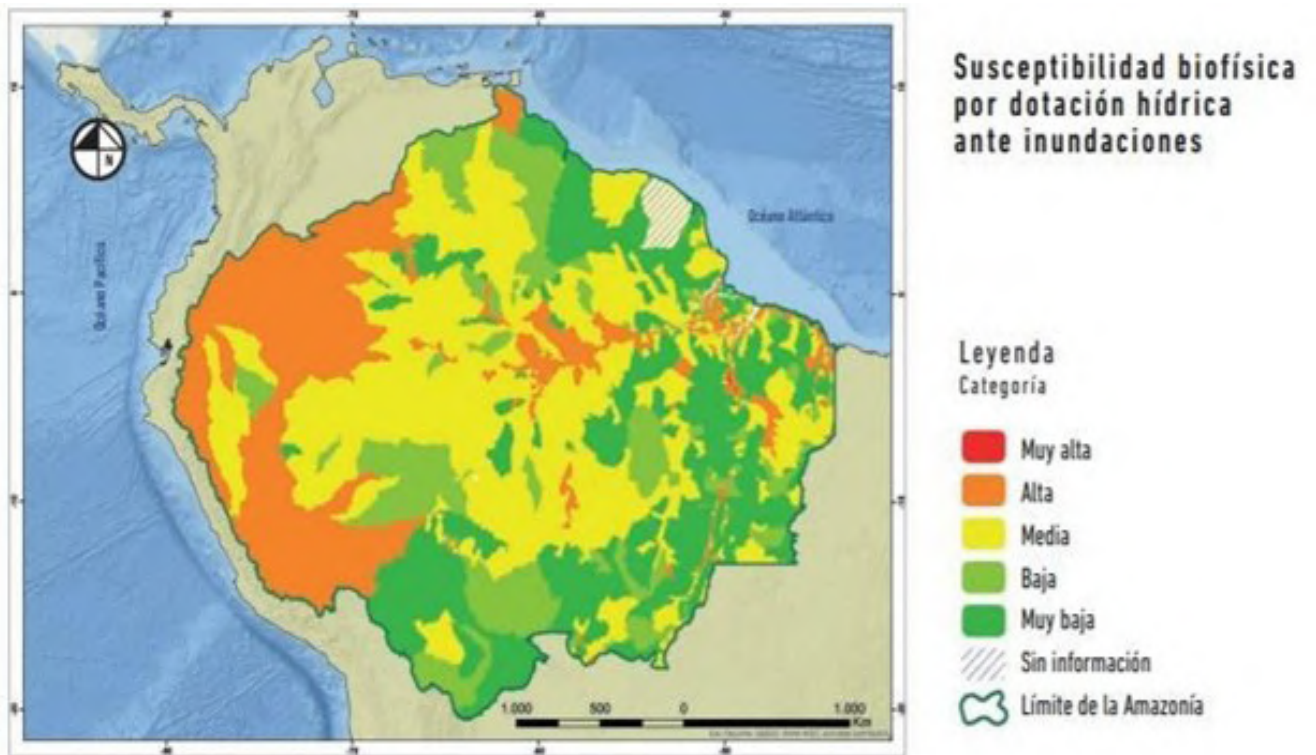 Susceptibilidad biofísica
por dotación hídrica
ante inundaciones
N
Océano Pacífico
Océano Atlántico
Leyenda
Categoría
Muy alta
Alta
Media
Baja
Muy baja
Sin información
Límite de la Amazonía
1.000 500 0 1.000
Km